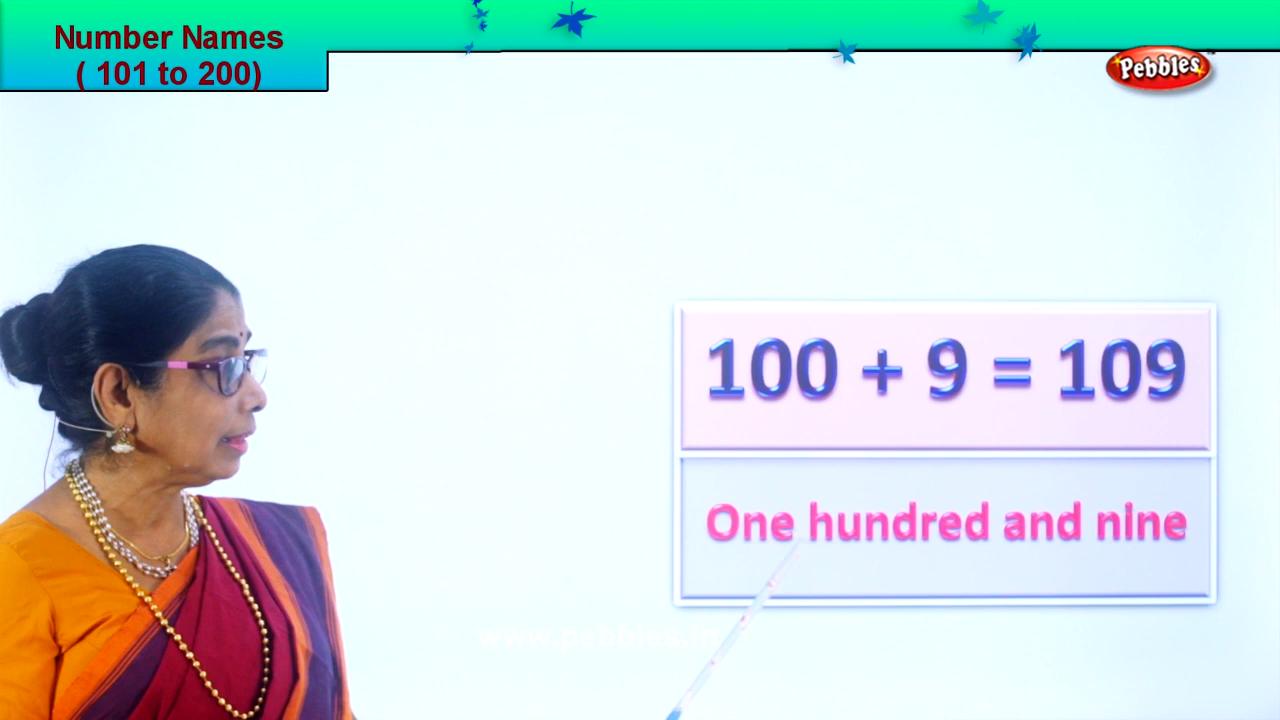 Number Names
( 101 to 200)
Pebbles
100 + 9 = 109
One hundred and nine
www.pebbles.in